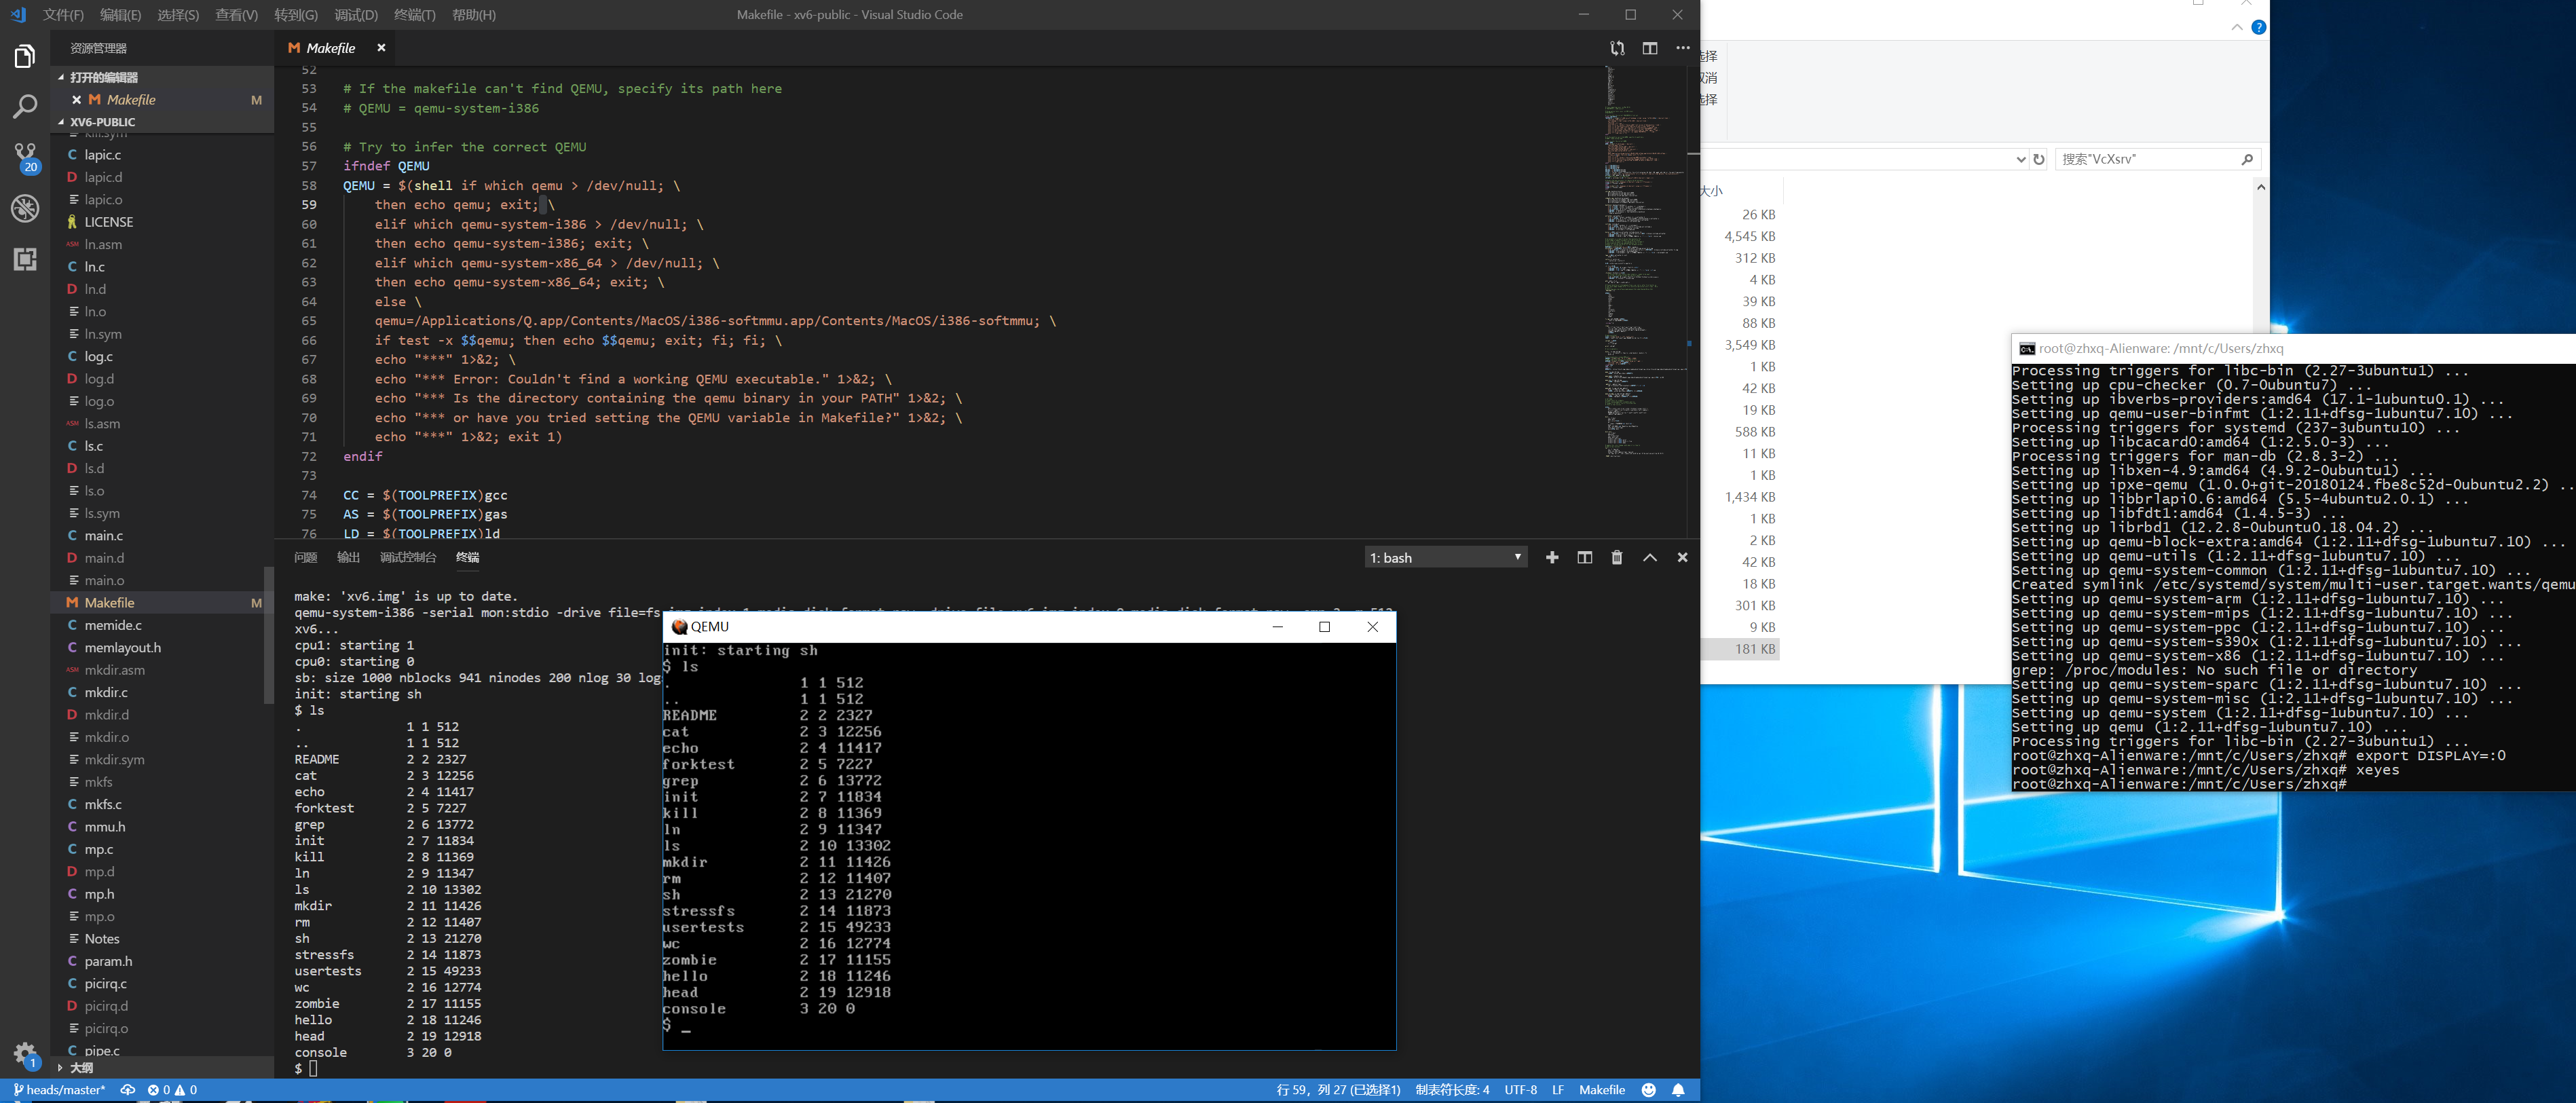 文件(F) 编辑(E) 选择(S) 查看(V) 转到(G) 调试(D) 终端(T) 帮助(H)
Makefile - xv6-public - Visual Studio Code
资源管理器
打开的编辑器
Makefile M
XV6-PUBLIC
kill.sym
C lapic.c
D lapic.d
lapic.o
LICENSE
ASM ln.asm
C ln.c
D ln.d
ln.o
ln.sym
C log.c
D log.d
log.o
ASM ls.asm
C ls.c
D ls.d
ls.o
ls.sym
C main.c
D main.d
main.o
M Makefile M
C memide.c
C memlayout.h
ASM mkdir.asm
C mkdir.c
D mkdir.d
mkdir.o
mkdir.sym
mkfs
C mkfs.c
C mmu.h
C mp.c
D mp.d
C mp.h
mp.o
Notes
C param.h
C picirq.c
D picirq.d
picirq.o
C pipe.c
大纲
20
1
M Makefile
52
53 # If the makefile can't find QEMU, specify its path here
54 # QEMU = qemu-system-i386
55
56 # Try to infer the correct QEMU
57 ifndef QEMU
58 QEMU = $(shell if which qemu > /dev/null; \
59 then echo qemu; exit; \
60 elif which qemu-system-i386 > /dev/null; \
61 then echo qemu-system-i386; exit; \
62 elif which qemu-system-x86_64 > /dev/null; \
63 then echo qemu-system-x86_64; exit; \
64 else \
65 qemu=/Applications/Q.app/Contents/MacOS/i386-softmmu.app/Contents/MacOS/i386-softmmu; \
66 if test -x $$qemu; then echo $$qemu; exit; fi; fi; \
67 echo "***" 1>&2; \
68 echo "*** Error: Couldn't find a working QEMU executable." 1>&2; \
69 echo "*** Is the directory containing the qemu binary in your PATH" 1>&2; \
70 echo "*** or have you tried setting the QEMU variable in Makefile?" 1>&2; \
71 echo "***" 1>&2; exit 1)
72 endif
73
74 CC = $(TOOLPREFIX)gcc
75 AS = $(TOOLPREFIX)gas
76 LD = $(TOOLPREFIX)ld
问题 输出 调试控制台 终端
1: bash
make: 'xv6.img' is up to date.
qemu-system-i386 -serial mon:stdio -drive file=fs.img,index=1,media=disk,format=raw -drive file=xv6.img,index=0,media=disk,format=raw -smp 2 -m 512
xv6...
cpu1: starting 1
cpu0: starting 0
sb: size 1000 nblocks 941 ninodes 200 nlog 30 log
init: starting sh
$ ls
. 1 1 512
.. 1 1 512
README 2 2 2327
cat 2 3 12256
echo 2 4 11417
forktest 2 5 7227
grep 2 6 13772
init 2 7 11834
kill 2 8 11369
ln 2 9 11347
ls 2 10 13302
mkdir 2 11 11426
rm 2 12 11407
sh 2 13 21270
stressfs 2 14 11873
usertests 2 15 49233
wc 2 16 12774
zombie 2 17 11155
hello 2 18 11246
head 2 19 12918
console 3 20 0
$
QEMU
init: starting sh
$ ls
. 1 1 512
.. 1 1 512
README 2 2 2327
cat 2 3 12256
echo 2 4 11417
forktest 2 5 7227
grep 2 6 13772
init 2 7 11834
kill 2 8 11369
ln 2 9 11347
ls 2 10 13302
mkdir 2 11 11426
rm 2 12 11407
sh 2 13 21270
stressfs 2 14 11873
usertests 2 15 49233
wc 2 16 12774
zombie 2 17 11155
hello 2 18 11246
head 2 19 12918
console 3 20 0
$ _
heads/master* 0 0
行 59，列 27 (已选择1) 制表符长度: 4 UTF-8 LF Makefile
选择
取消
选择
搜索"VcXsrv"
大小
26 KB
4,545 KB
312 KB
4 KB
39 KB
88 KB
3,549 KB
1 KB
42 KB
19 KB
588 KB
11 KB
1 KB
1,434 KB
1 KB
2 KB
42 KB
18 KB
301 KB
9 KB
181 KB
root@zhxq-Alienware: /mnt/c/Users/zhxq
Processing triggers for libc-bin (2.27-3ubuntu1) ...
Setting up cpu-checker (0.7-0ubuntu7) ...
Setting up ibverbs-providers:amd64 (17.1-1ubuntu0.1) ...
Setting up qemu-user-binfmt (1:2.11+dfsg-1ubuntu7.10) ...
Processing triggers for systemd (237-3ubuntu10) ...
Setting up libcacard0:amd64 (1:2.5.0-3) ...
Processing triggers for man-db (2.8.3-2) ...
Setting up libxen-4.9:amd64 (4.9.2-0ubuntu1) ...
Setting up ipxe-qemu (1.0.0+git-20180124.fbe8c52d-0ubuntu2.2) ..
Setting up libbrlapi0.6:amd64 (5.5-4ubuntu2.0.1) ...
Setting up libfdt1:amd64 (1.4.5-3) ...
Setting up librbd1 (12.2.8-0ubuntu0.18.04.2) ...
Setting up qemu-block-extra:amd64 (1:2.11+dfsg-1ubuntu7.10) ...
Setting up qemu-utils (1:2.11+dfsg-1ubuntu7.10) ...
Setting up qemu-system-common (1:2.11+dfsg-1ubuntu7.10) ...
Created symlink /etc/systemd/system/multi-user.target.wants/qemu
Setting up qemu-system-arm (1:2.11+dfsg-1ubuntu7.10) ...
Setting up qemu-system-mips (1:2.11+dfsg-1ubuntu7.10) ...
Setting up qemu-system-ppc (1:2.11+dfsg-1ubuntu7.10) ...
Setting up qemu-system-s390x (1:2.11+dfsg-1ubuntu7.10) ...
Setting up qemu-system-x86 (1:2.11+dfsg-1ubuntu7.10) ...
grep: /proc/modules: No such file or directory
Setting up qemu-system-sparc (1:2.11+dfsg-1ubuntu7.10) ...
Setting up qemu-system-misc (1:2.11+dfsg-1ubuntu7.10) ...
Setting up qemu-system (1:2.11+dfsg-1ubuntu7.10) ...
Setting up qemu (1:2.11+dfsg-1ubuntu7.10) ...
Processing triggers for libc-bin (2.27-3ubuntu1) ...
root@zhxq-Alienware:/mnt/c/Users/zhxq# export DISPLAY=:0
root@zhxq-Alienware:/mnt/c/Users/zhxq# xeyes
root@zhxq-Alienware:/mnt/c/Users/zhxq#